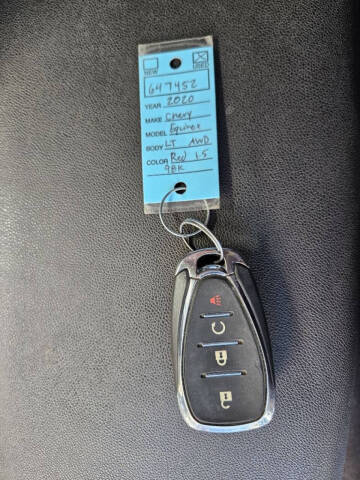 NEW USED
647452
YEAR 2020
MAKE Chevy
MODEL Equinox
BODY LT AWD
COLOR Red 1.5
98K